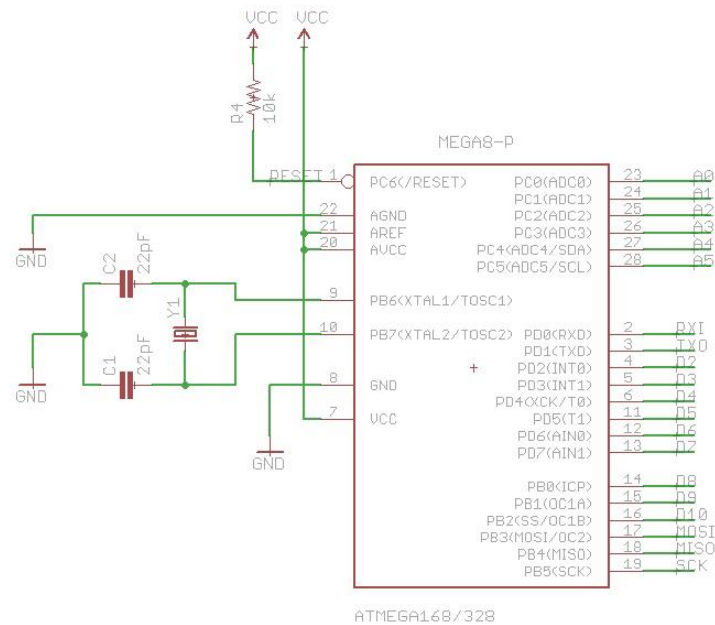 VCC VCC
R4
10k
MEGA8-P
RESET 1 PC6(/RESET) PC0(ADC0) 23 A0
PC1(ADC1) 24 A1
22 AGND PC2(ADC2) 25 A2
21 AREF PC3(ADC3) 26 A3
20 AVCC PC4(ADC4/SDA) 27 A4
PC5(ADC5/SCL) 28 A5
GND
C2
22pF
9 PB6(XTAL1/TOSC1)
Y1
10 PB7(XTAL2/TOSC2) PD0(RXD) 2 RXI
PD1(TXD) 3 TXO
C1
22pF
PD2(INT0) 4 D2
8 GND PD3(INT1) 5 D3
GND
PD4(XCK/T0) 6 D4
7 VCC PD5(T1) 11 D5
PD6(AIN0) 12 D6
PD7(AIN1) 13 D7
GND
PB0(ICP) 14 D8
PB1(OC1A) 15 D9
PB2(SS/OC1B) 16 D10
PB3(MOSI/OC2) 17 MOSI
PB4(MISO) 18 MISO
PB5(SCK) 19 SCK
ATMEGA168/328